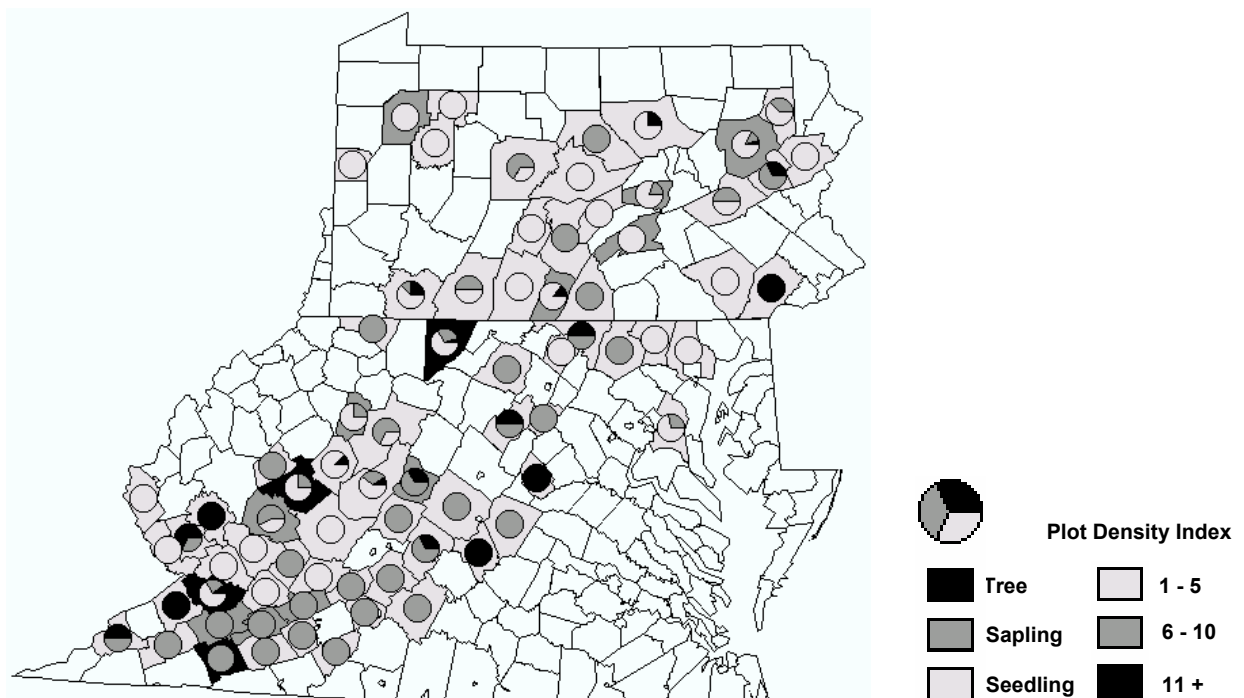 Plot Density Index
Tree 1 - 5
Sapling 6 - 10
Seedling 11 +